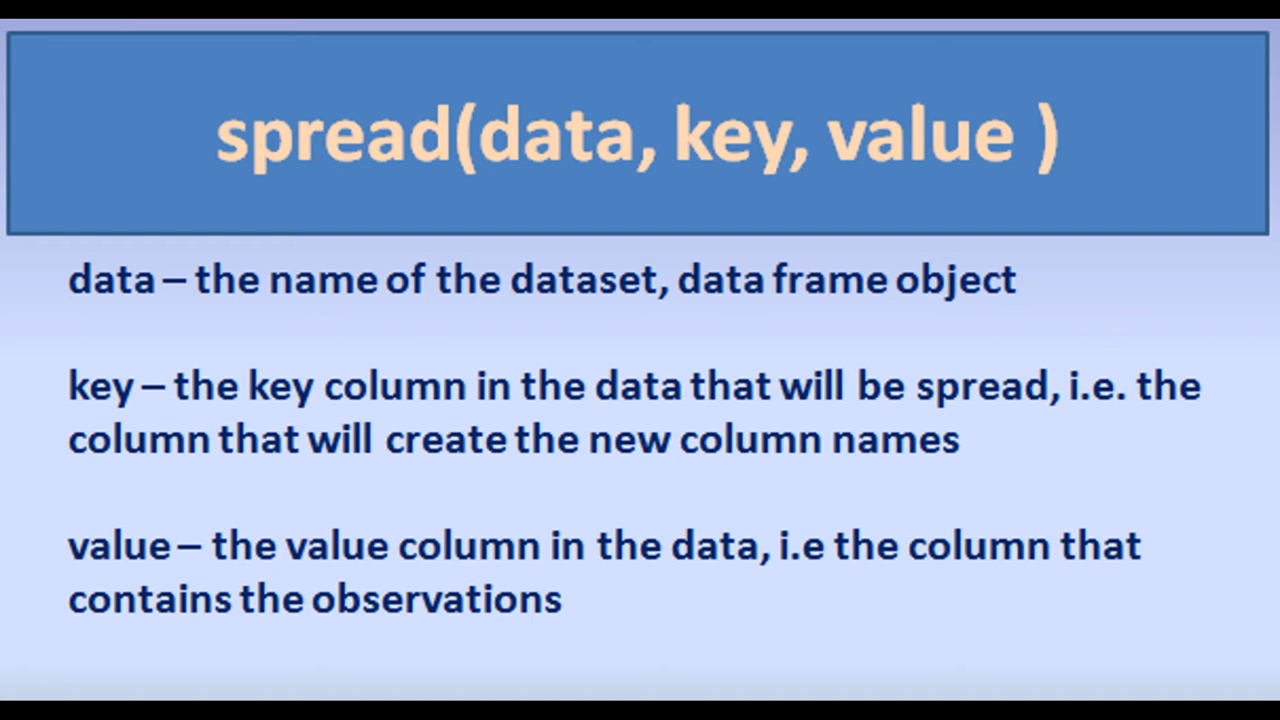 spread(data, key, value )
data – the name of the dataset, data frame object
key – the key column in the data that will be spread, i.e. the
column that will create the new column names
value – the value column in the data, i.e the column that
contains the observations